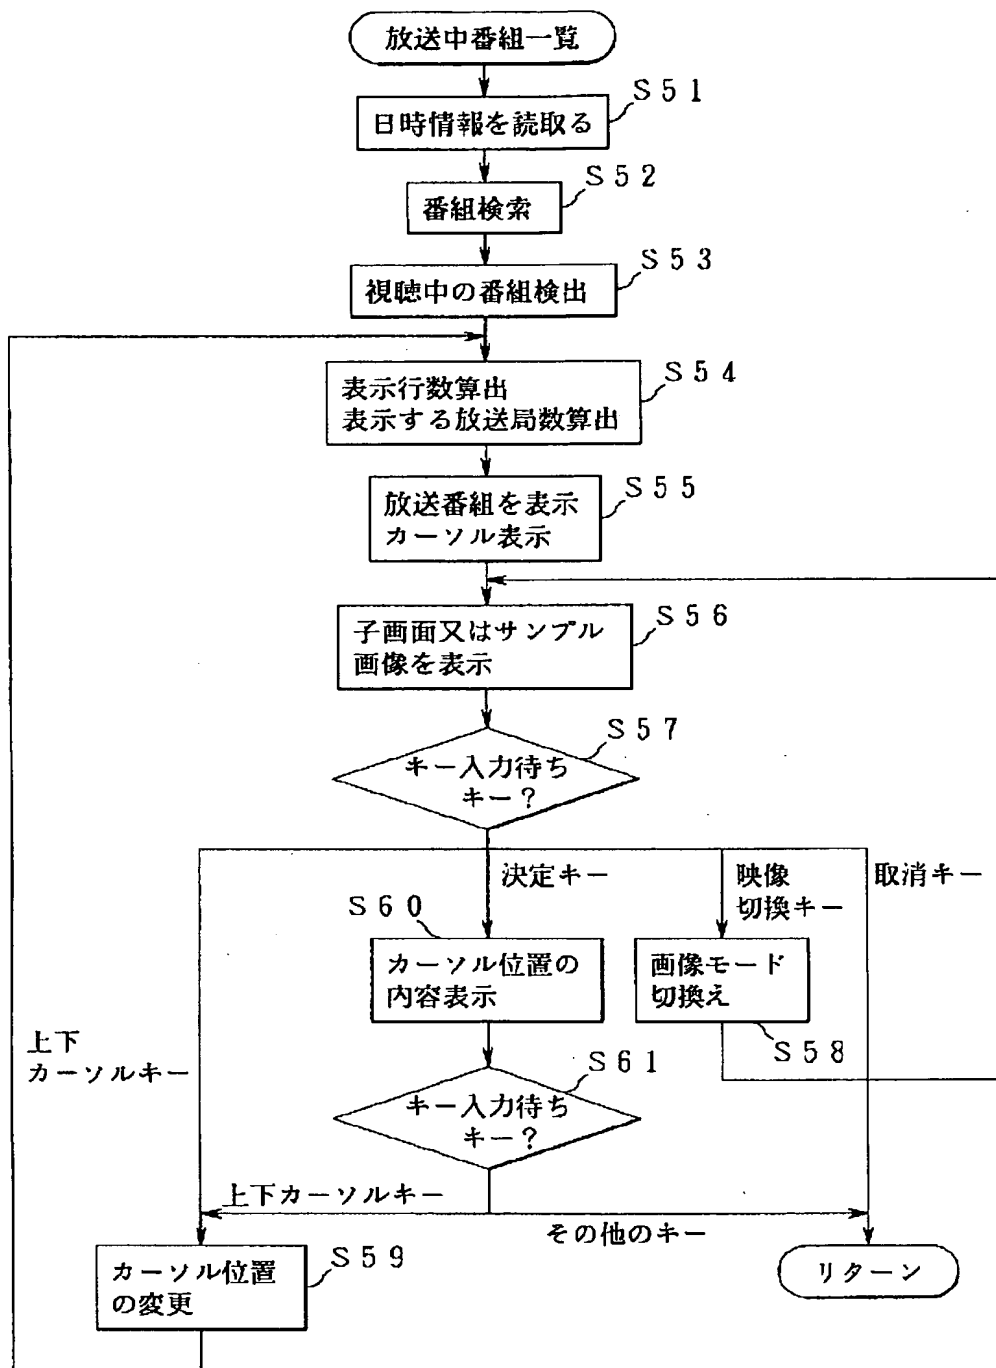 放送中番組一覧
S51
日時情報を読取る
S52
番組検索
S53
視聴中の番組検出
S54
表示行数算出
表示する放送局数算出
S55
放送番組を表示
カーソル表示
S56
子画面又はサンプル
画像を表示
S57
キー入力待ち
キー?
決定キー
映像
切換キー
取消キー
S60
カーソル位置の
内容表示
画像モード
切換え
S58
上下
カーソルキー
S61
キー入力待ち
キー?
上下カーソルキー
その他のキー
S59
カーソル位置
の変更
リターン